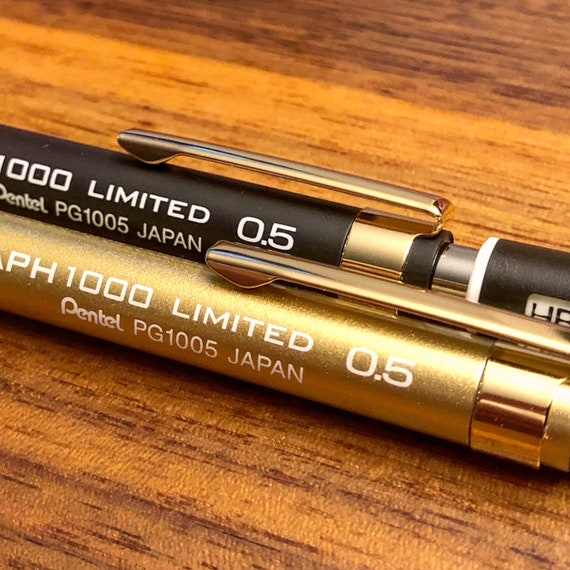 1000 LIMITED 0.5
Pentel PG1005 JAPAN
APH1000 LIMITED 0.5
Pentel PG1005 JAPAN